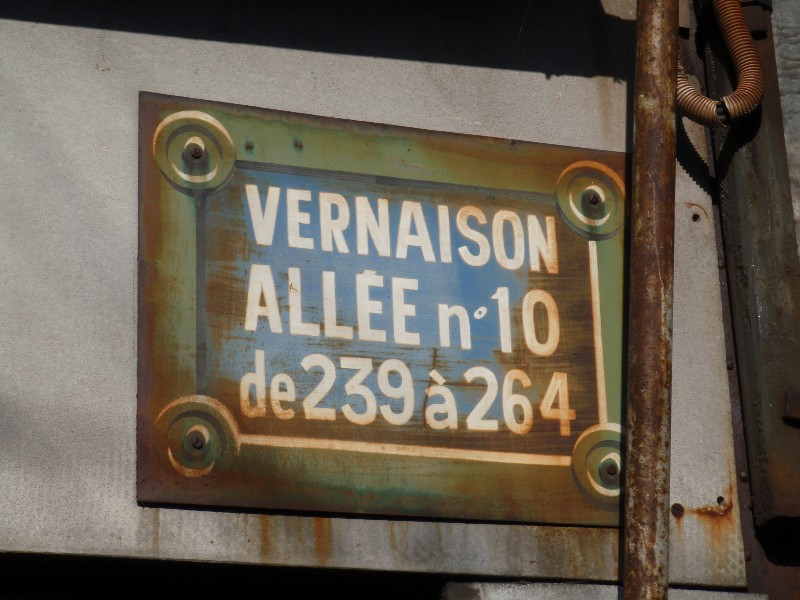 VERNAISON
ALLÉE n° 10
de 239 à 264